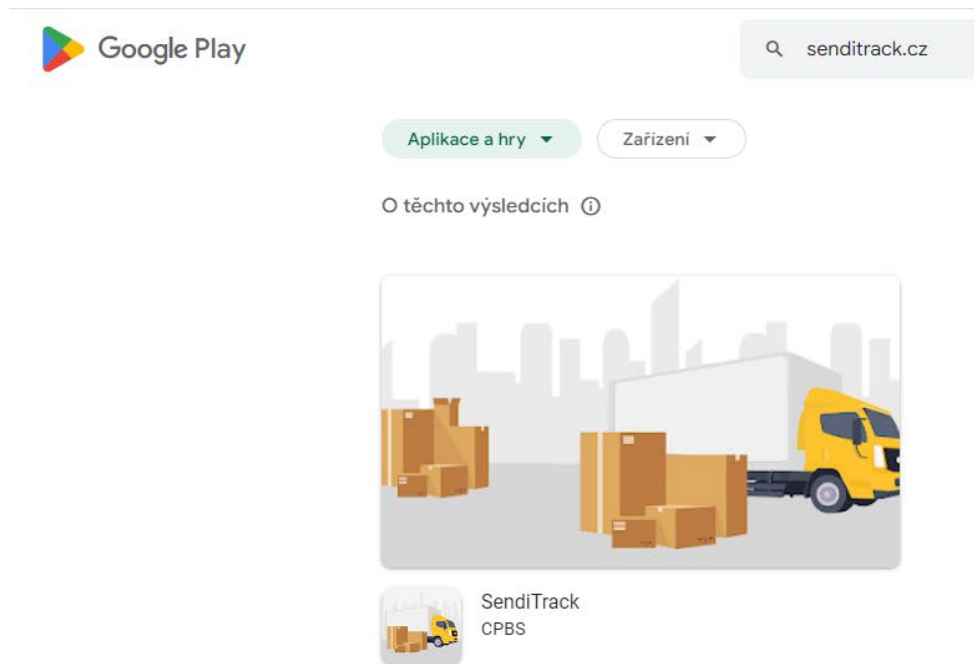 Google Play
senditrack.cz
Aplikace a hry
Zařízení
O těchto výsledcích
SendiTrack
CPBS